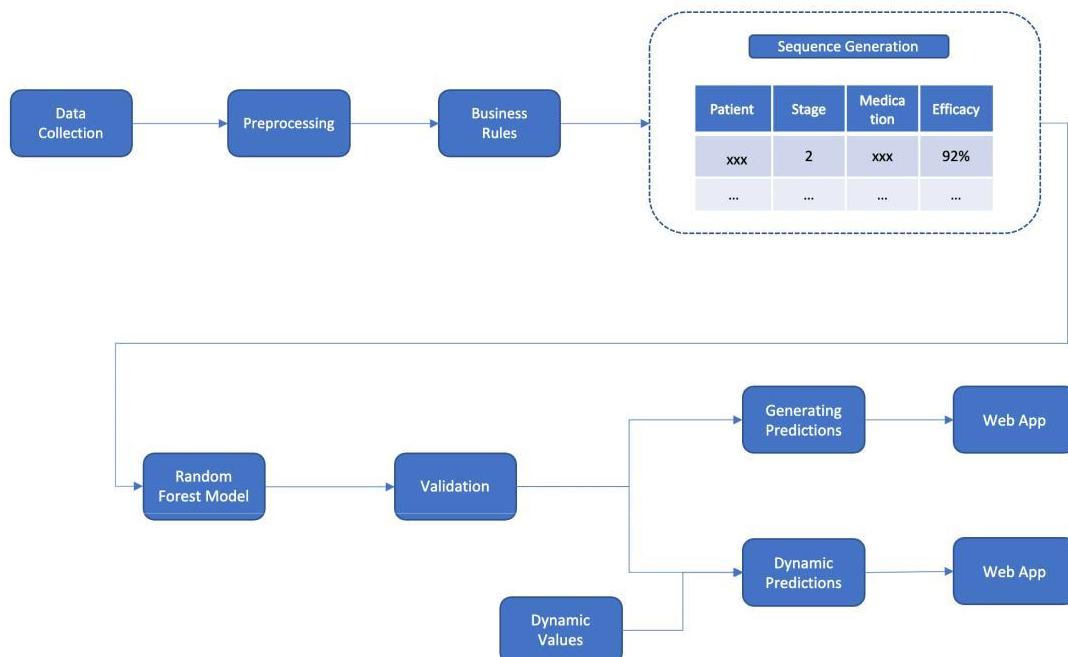 Sequence Generation
Data
Collection
Preprocessing
Business
Rules
Patient
Stage
Medica
tion
Efficacy
xxx
2
xxx
92%
...
...
...
...
Generating
Predictions
Web App
Random
Forest Model
Validation
Dynamic
Predictions
Web App
Dynamic
Values